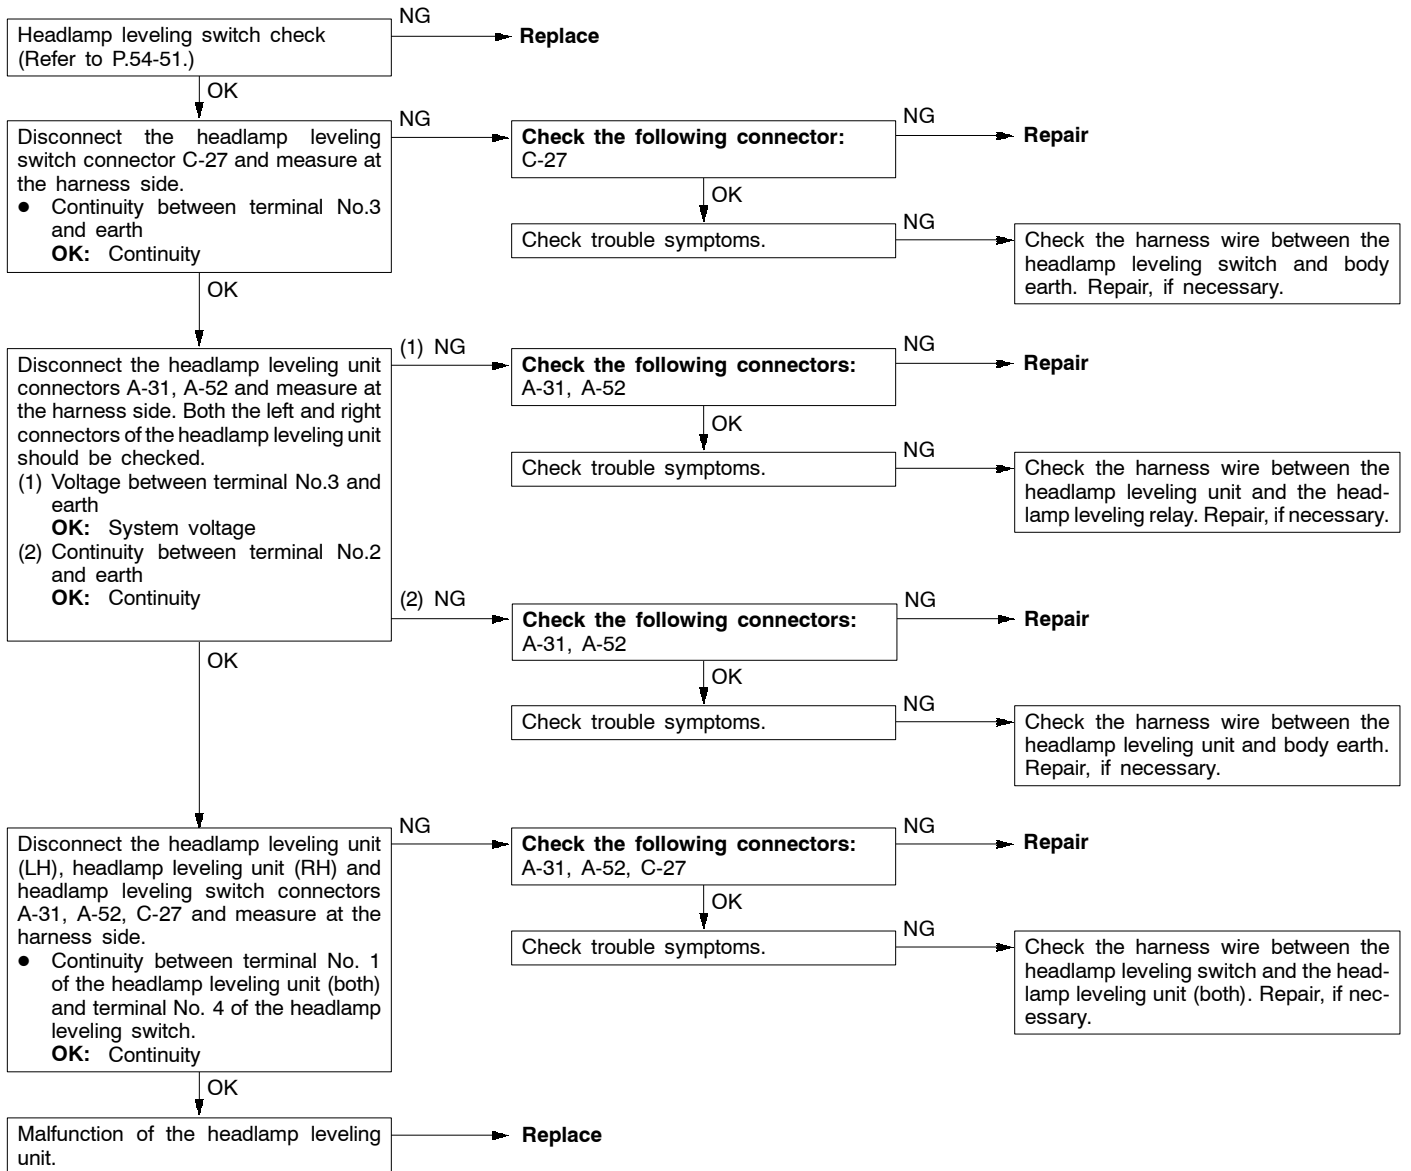 Headlamp leveling switch check
(Refer to P.54-51.)
NG
Replace
OK
Disconnect the headlamp leveling
switch connector C-27 and measure at
the harness side.
● Continuity between terminal No.3
and earth
OK: Continuity
NG
Check the following connector:
C-27
NG
Repair
OK
Check trouble symptoms.
NG
Check the harness wire between the
headlamp leveling switch and body
earth. Repair, if necessary.
OK
Disconnect the headlamp leveling unit
connectors A-31, A-52 and measure at
the harness side. Both the left and right
connectors of the headlamp leveling unit
should be checked.
(1) Voltage between terminal No.3 and
earth
OK: System voltage
(2) Continuity between terminal No.2
and earth
OK: Continuity
(1) NG
Check the following connectors:
A-31, A-52
NG
Repair
OK
Check trouble symptoms.
NG
Check the harness wire between the
headlamp leveling unit and the head-
lamp leveling relay. Repair, if necessary.
(2) NG
Check the following connectors:
A-31, A-52
NG
Repair
OK
Check trouble symptoms.
NG
Check the harness wire between the
headlamp leveling unit and body earth.
Repair, if necessary.
OK
Disconnect the headlamp leveling unit
(LH), headlamp leveling unit (RH) and
headlamp leveling switch connectors
A-31, A-52, C-27 and measure at the
harness side.
● Continuity between terminal No. 1
of the headlamp leveling unit (both)
and terminal No. 4 of the headlamp
leveling switch.
OK: Continuity
NG
Check the following connectors:
A-31, A-52, C-27
NG
Repair
OK
Check trouble symptoms.
NG
Check the harness wire between the
headlamp leveling switch and the head-
lamp leveling unit (both). Repair, if nec-
essary.
OK
Malfunction of the headlamp leveling
unit.
Replace